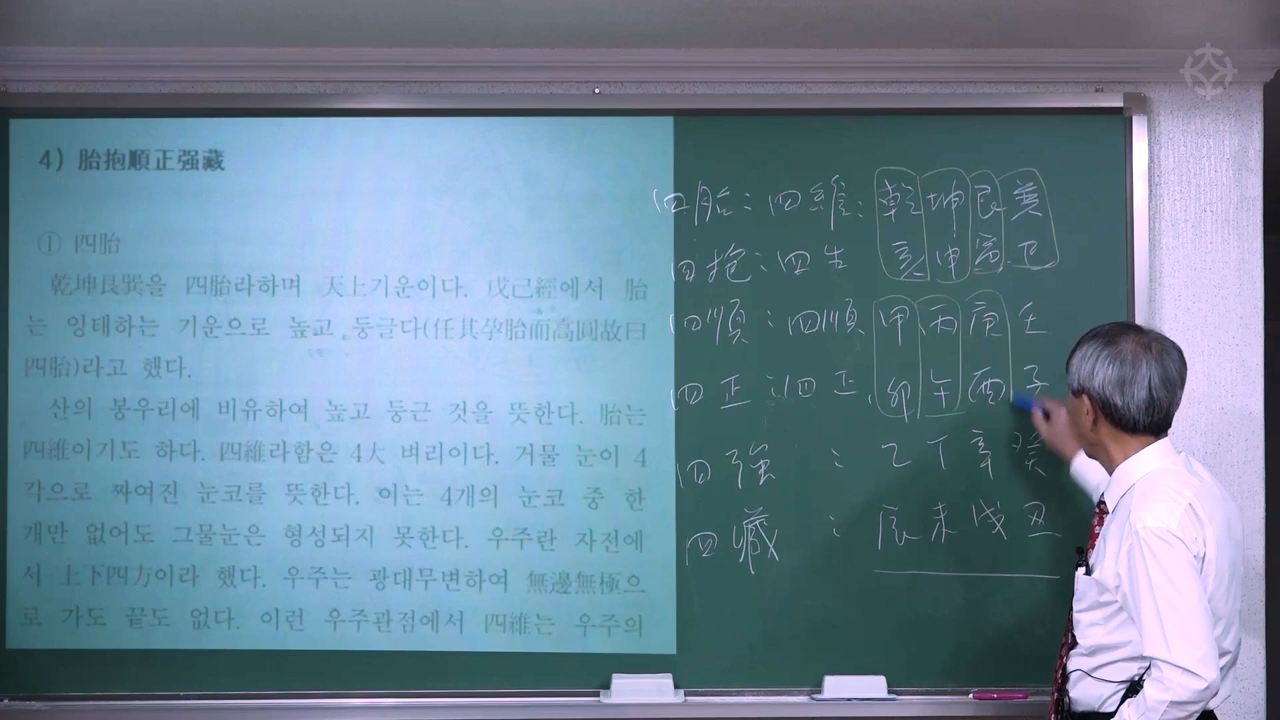 4) 胎抱順正强藏
① 四胎
乾坤艮巽을 四胎라하며 天上기운이다. 戊己經에서 胎
는 잉태하는 기운으로 높고 둥글다(任其孕胎而高圓故曰
四胎)라고 했다.
산의 봉우리에 비유하여 높고 둥근 것을 뜻한다. 胎는
四維이기도 하다. 四維라함은 4大 벼리이다. 거물 눈이 4
각으로 짜여진 눈코를 뜻한다. 이는 4개의 눈코 중 한
개만 없어도 그물눈은 형성되지 못한다. 우주란 자전에
서 上下四方이라 했다. 우주는 광대무변하여 無邊無極으
로 가도 끝도 없다. 이런 우주관점에서 四維는 우주의
四胎: 四維: 乾 坤 艮 巽
四抱: 四生 亥 申 寅 巳
四順: 四順 甲 丙 庚 壬
四正: 四正 卯 午 酉 子
四強 : 乙 丁 辛 癸
四藏 : 辰 未 戌 丑